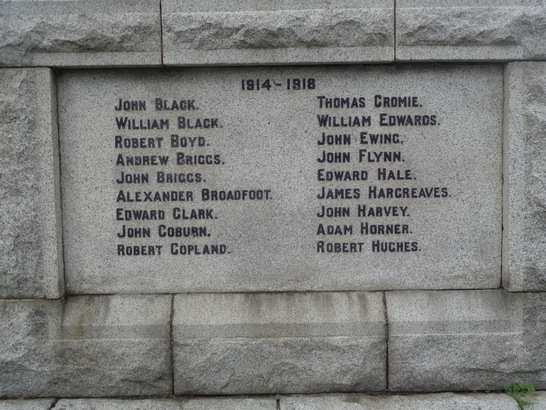 1914-1918
John Black.
William Black.
Robert Boyd.
Andrew Briggs.
John Briggs.
Alexander Broadfoot.
Edward Clark.
John Coburn.
Robert Copland.
Thomas Cromie.
William Edwards.
John Ewing.
John Flynn.
Edward Hale.
James Hargreaves.
John Harvey.
Adam Horner.
Robert Hughes.